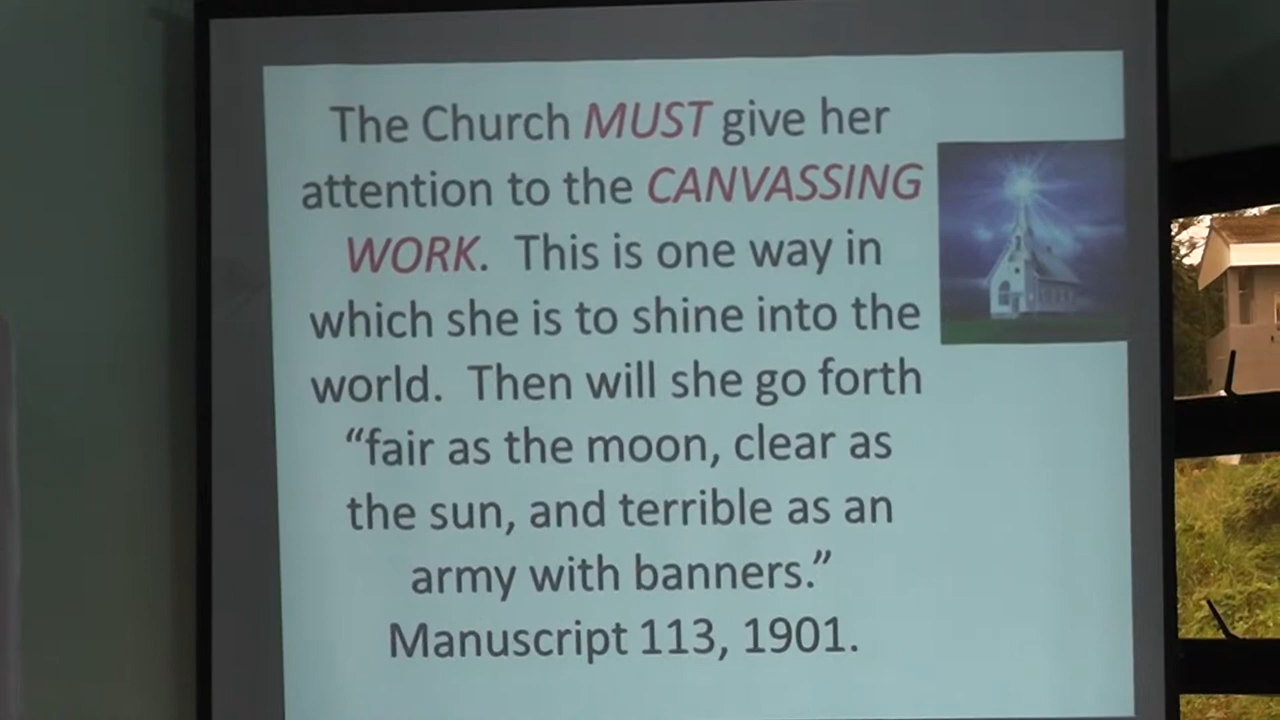 The Church MUST give her
attention to the CANVASSING
WORK.  This is one way in
which she is to shine into the
world.  Then will she go forth
“fair as the moon, clear as
the sun, and terrible as an
army with banners.”
Manuscript 113, 1901.